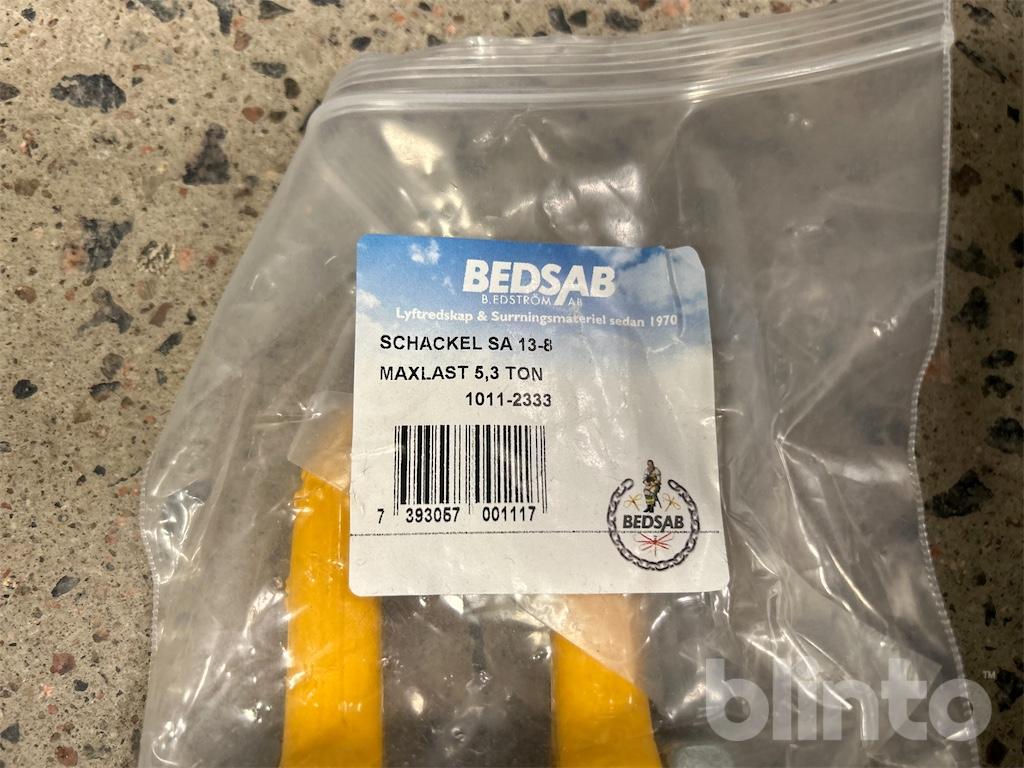 BEDSAB
B.EDSTRÖM AB
Lyftredskap & Surrningsmateriel sedan 1970
SCHACKEL SA 13-8
MAXLAST 5,3 TON
1011-2333
7 393057 001117
BEDSAB
blinto™